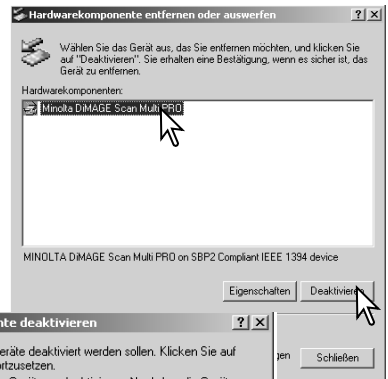 Hardwarekomponente entfernen oder auswerfen
Wählen Sie das Gerät aus, das Sie entfernen möchten, und klicken Sie
auf "Deaktivieren". Sie erhalten eine Bestätigung, wenn es sicher ist, das
Gerät zu entfernen.
Hardwarekomponenten:
Minolta DiMAGE Scan Multi PRO
MINOLTA DiMAGE Scan Multi PRO on SBP2 Compliant IEEE 1394 device
Eigenschaften Deaktivieren
nte deaktivieren
eräte deaktiviert werden sollen. Klicken Sie auf
ortzusetzen.
gen Schließen